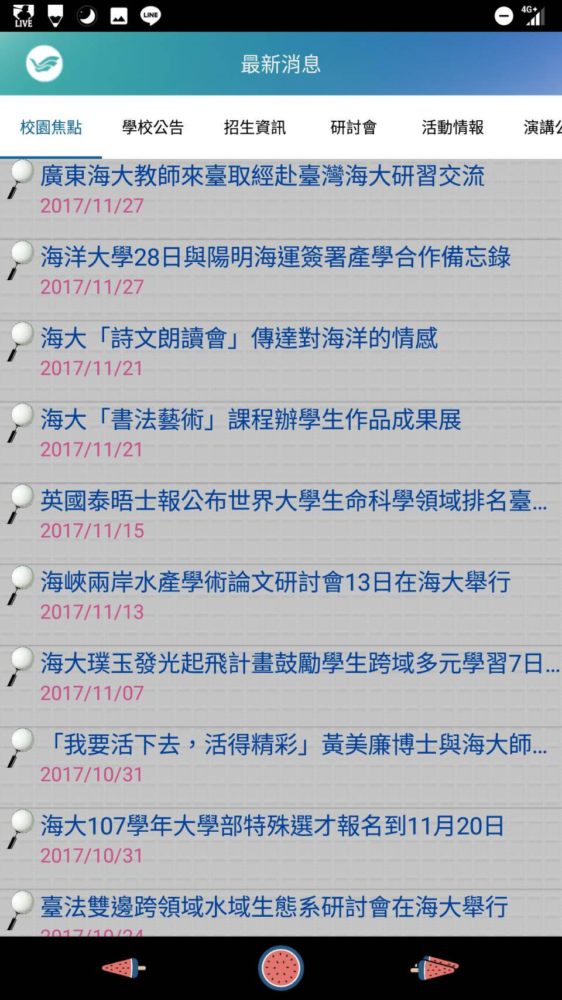 LIVE
LINE
4G+
最新消息
校園焦點 學校公告 招生資訊 研討會 活動情報 演講公
廣東海大教師來臺取經赴臺灣海大研習交流
2017/11/27
海洋大學28日與陽明海運簽署產學合作備忘錄
2017/11/27
海大「詩文朗讀會」傳達對海洋的情感
2017/11/21
海大「書法藝術」課程辦學生作品成果展
2017/11/21
英國泰晤士報公布世界大學生命科學領域排名臺...
2017/11/15
海峽兩岸水產學術論文研討會13日在海大舉行
2017/11/13
海大璞玉發光起飛計畫鼓勵學生跨域多元學習7日...
2017/11/07
「我要活下去，活得精彩」黃美廉博士與海大師...
2017/10/31
海大107學年大學部特殊選才報名到11月20日
2017/10/31
臺法雙邊跨領域水域生態系研討會在海大舉行
2017/10/24